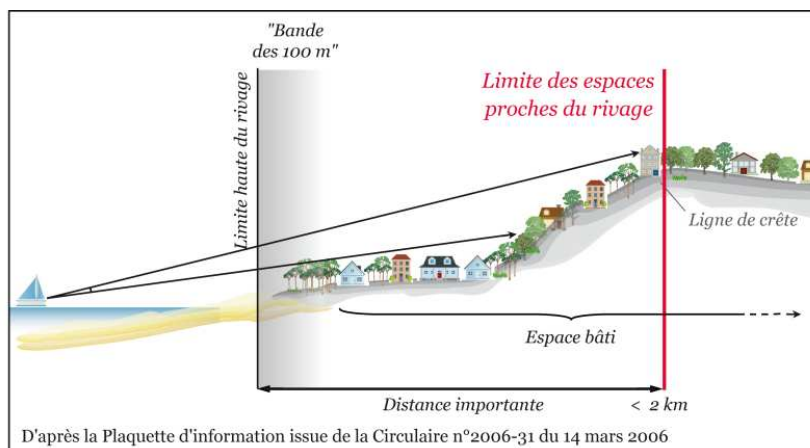 "Bande
des 100 m"
Limite haute du rivage
Limite des espaces
proches du rivage
Ligne de crête
Espace bâti
Distance importante
< 2 km
D'après la Plaquette d'information issue de la Circulaire n°2006-31 du 14 mars 2006